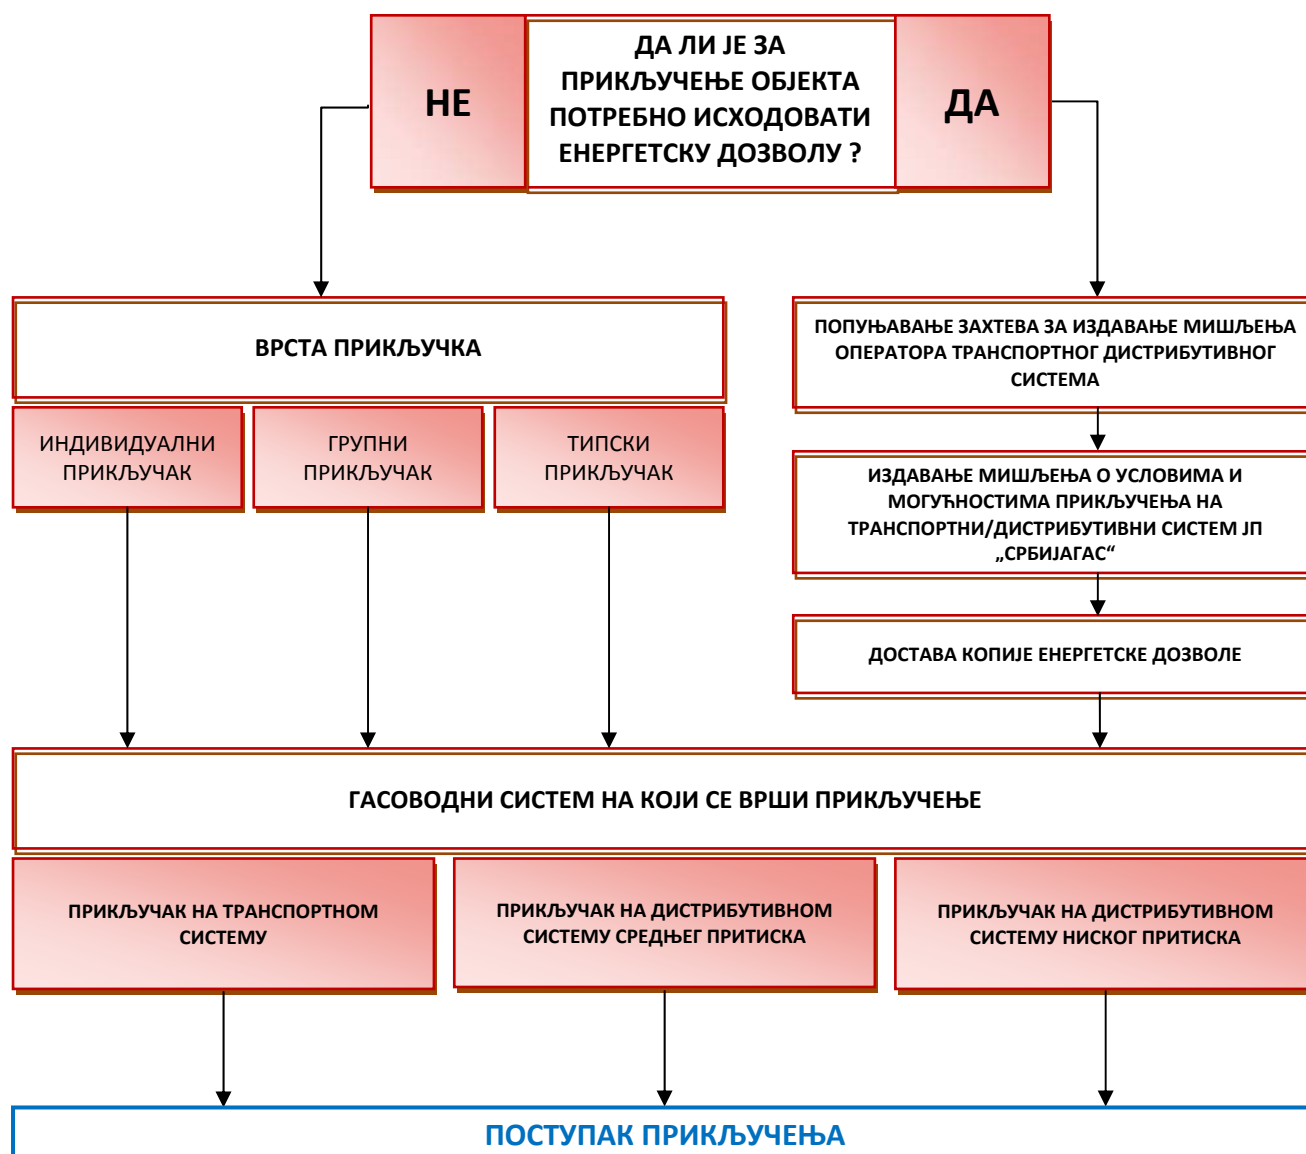 НЕ
ДА ЛИ ЈЕ ЗА
ПРИКЉУЧЕЊЕ ОБЈЕКТА
ПОТРЕБНО ИСХОДОВАТИ
ЕНЕРГЕТСКУ ДОЗВОЛУ ?
ДА
ВРСТА ПРИКЉУЧКА
ИНДИВИДУАЛНИ
ПРИКЉУЧАК
ГРУПНИ
ПРИКЉУЧАК
ТИПСКИ
ПРИКЉУЧАК
ПОПУЊАВАЊЕ ЗАХТЕВА ЗА ИЗДАВАЊЕ МИШЉЕЊА
ОПЕРАТОРА ТРАНСПОРТНОГ ДИСТРИБУТИВНОГ
СИСТЕМА
ИЗДАВАЊЕ МИШЉЕЊА О УСЛОВИМА И
МОГУЋНОСТИМА ПРИКЉУЧЕЊА НА
ТРАНСПОРТНИ/ДИСТРИБУТИВНИ СИСТЕМ ЈП
„СРБИЈАГАС“
ДОСТАВА КОПИЈЕ ЕНЕРГЕТСКЕ ДОЗВОЛЕ
ГАСОВОДНИ СИСТЕМ НА КОЈИ СЕ ВРШИ ПРИКЉУЧЕЊЕ
ПРИКЉУЧАК НА ТРАНСПОРТНОМ
СИСТЕМУ
ПРИКЉУЧАК НА ДИСТРИБУТИВНОМ
СИСТЕМУ СРЕДЊЕГ ПРИТИСКА
ПРИКЉУЧАК НА ДИСТРИБУТИВНОМ
СИСТЕМУ НИСКОГ ПРИТИСКА
ПОСТУПАК ПРИКЉУЧЕЊА